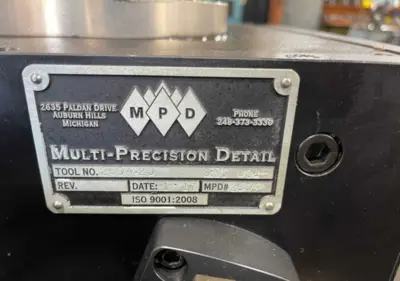 MPD
2635 PALDAN DRIVE
AUBURN HILLS
MICHIGAN
PHONE
248-373-3330
MULTI-PRECISION DETAIL
TOOL NO.
REV. DATE: MPD#
ISO 9001:2008